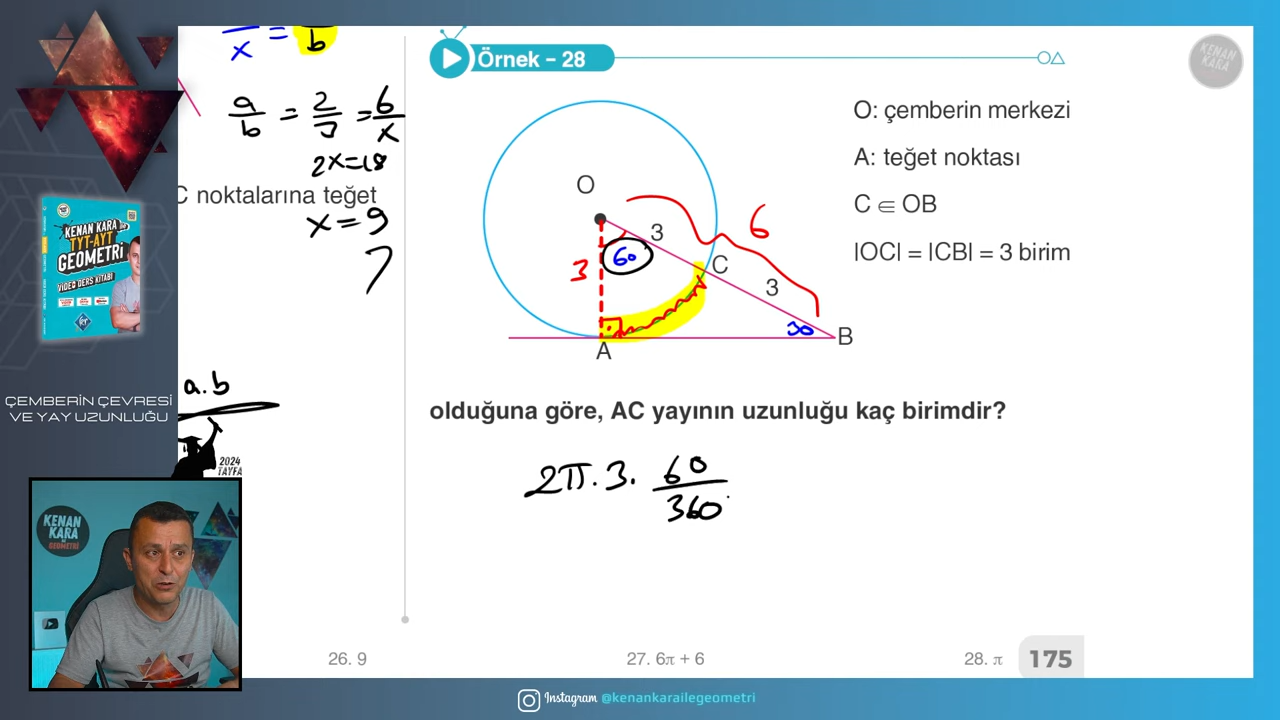 x = b
a/b = 2/3 = 6/x
2x=18
C noktalarına teğet
x=9
a.b
2024
TAYFA
Örnek – 28
KENAN
KARA
O
3
6
60
3
C
3
30
A
B
O: çemberin merkezi
A: teğet noktası
C ∈ OB
|OC| = |CB| = 3 birim
olduğuna göre, AC yayının uzunluğu kaç birimdir?
2π.3. 60/360
26. 9
27. 6π + 6
28. π
175
KENAN KARA
TYT-AYT
GEOMETRİ
VİDEO DERS KİTABI
ÇEMBERİN ÇEVRESİ
VE YAY UZUNLUĞU
KENAN
KARA
GEOMETRİ
Instagram @kenankarailegeometri